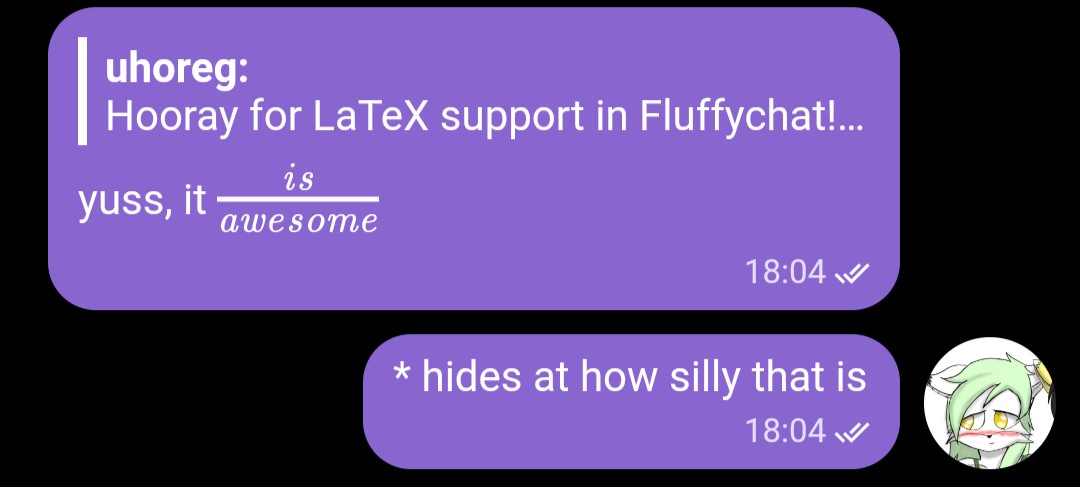 uhoreg:
Hooray for LaTeX support in Fluffychat!...
yuss, it is
awesome
18:04
* hides at how silly that is
18:04